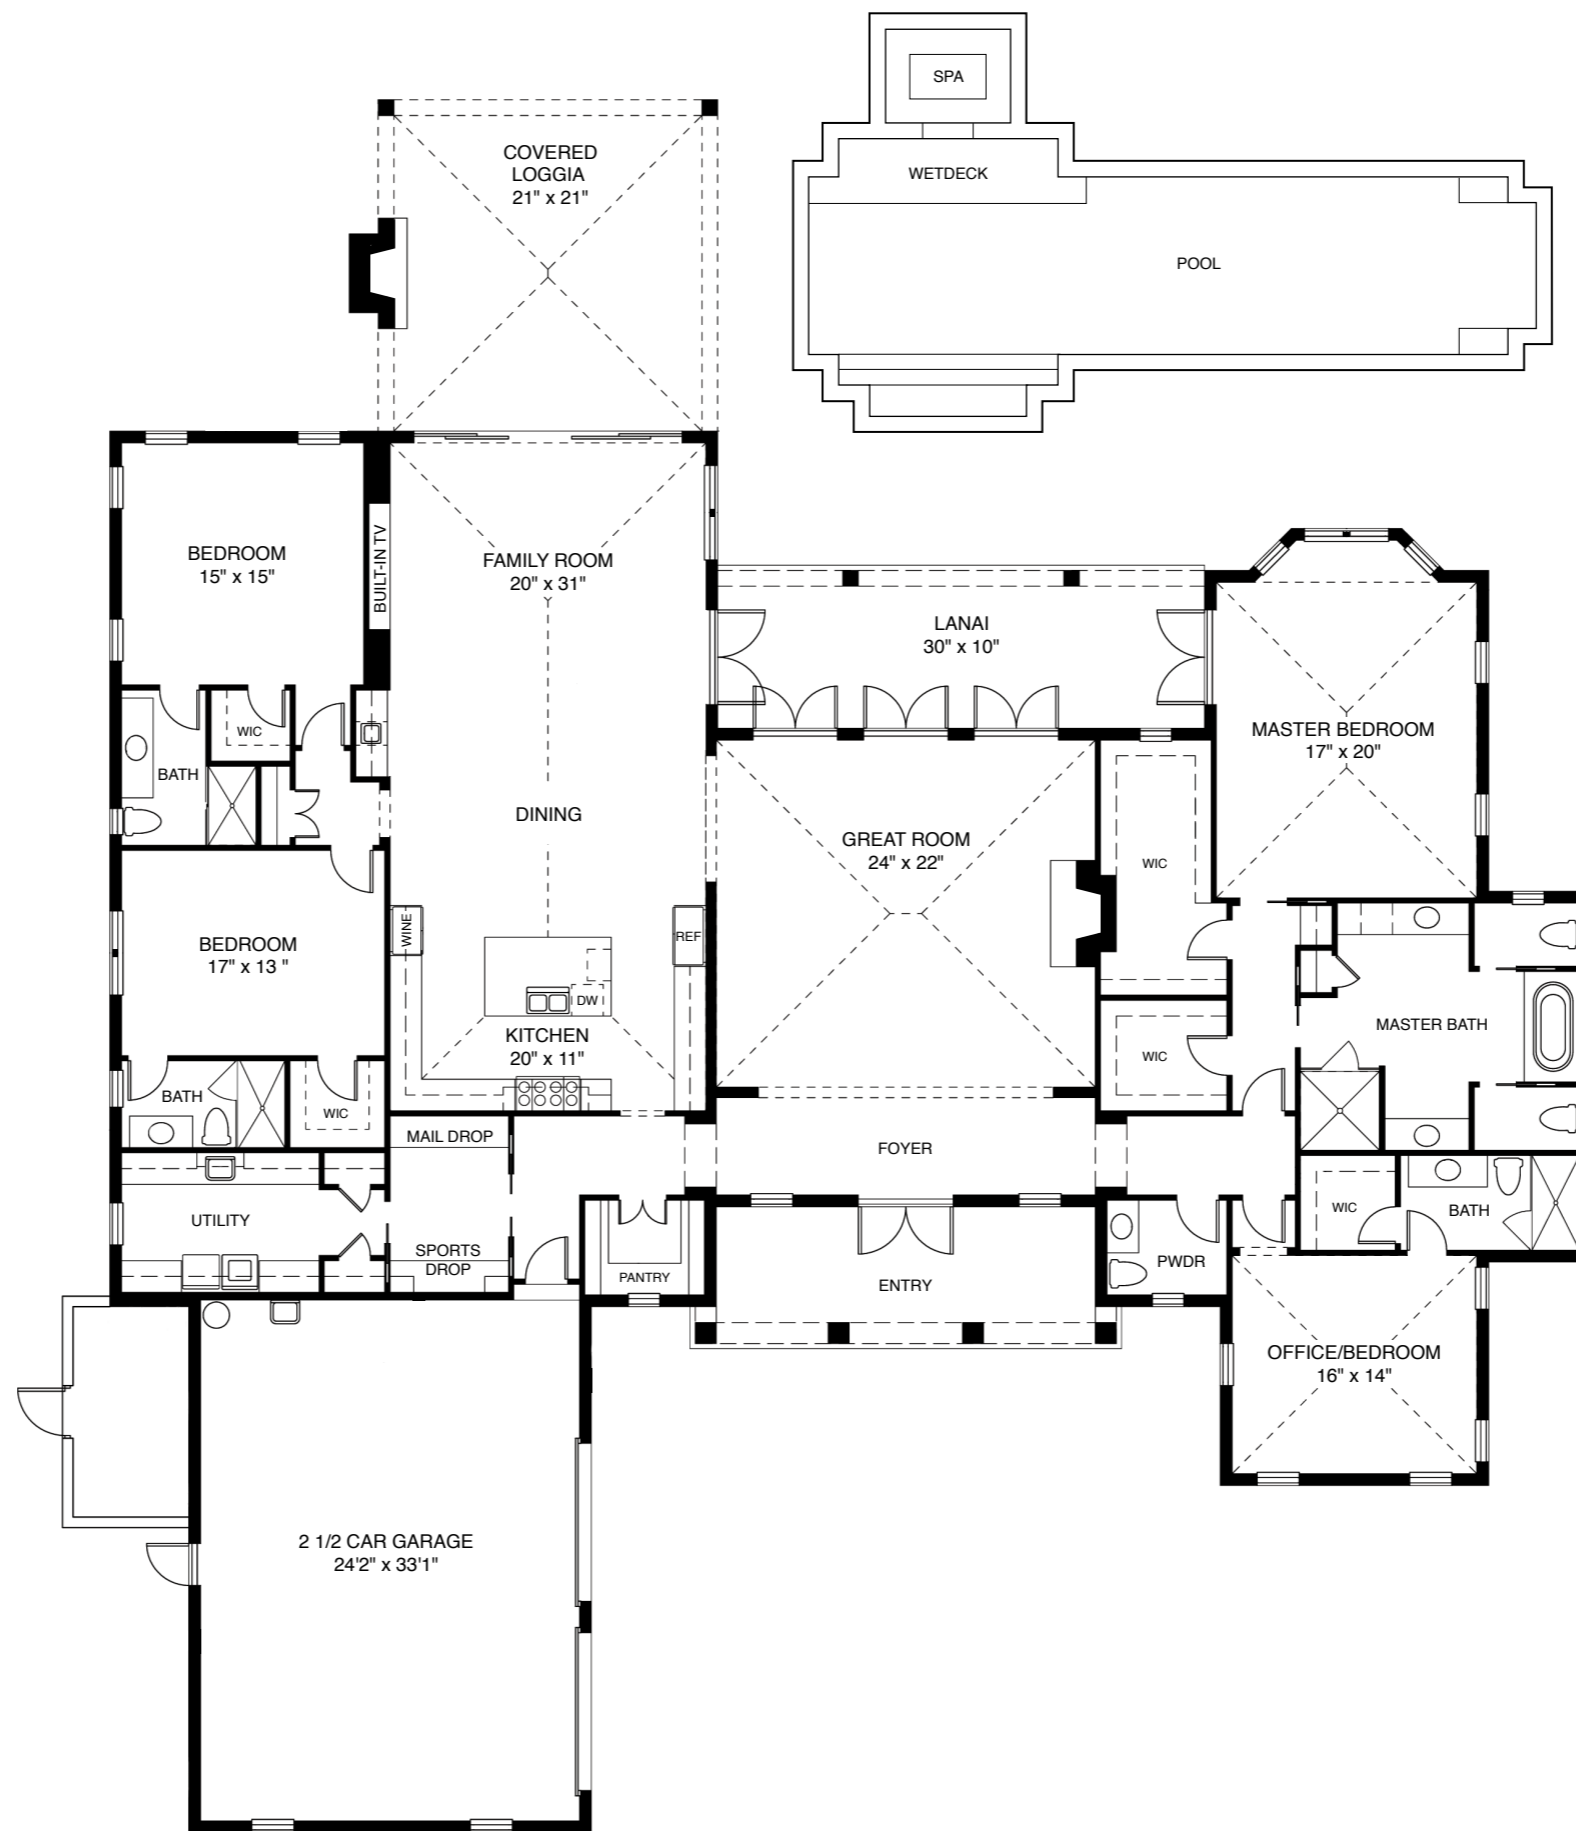 SPA
COVERED
LOGGIA
21" x 21"
WETDECK
POOL
BEDROOM
15" x 15"
BUILT-IN TV
FAMILY ROOM
20" x 31"
LANAI
30" x 10"
MASTER BEDROOM
17" x 20"
WIC
BATH
DINING
GREAT ROOM
24" x 22"
WIC
BEDROOM
17" x 13 "
WINE
REF
DW
KITCHEN
20" x 11"
WIC
MASTER BATH
BATH
WIC
MAIL DROP
FOYER
UTILITY
SPORTS
DROP
PANTRY
ENTRY
PWDR
WIC
BATH
OFFICE/BEDROOM
16" x 14"
2 1/2 CAR GARAGE
24'2" x 33'1"